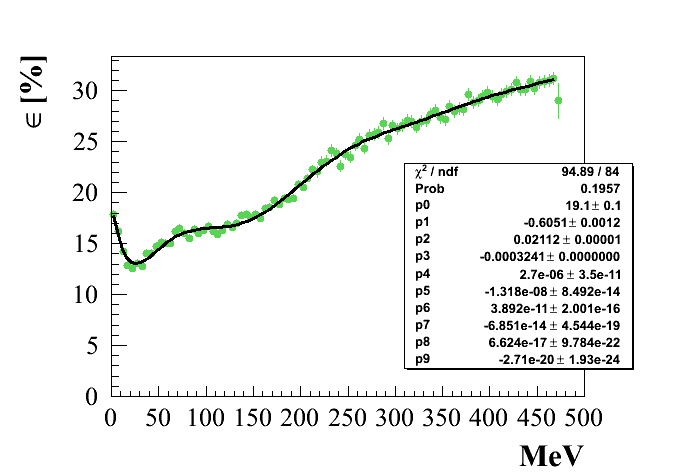 ∈ [%]
30
25
20
15
10
5
0
0 50 100 150 200 250 300 350 400 450 500
MeV
χ² / ndf 94.89 / 84
Prob 0.1957
p0 19.1 ± 0.1
p1 -0.6051 ± 0.0012
p2 0.02112 ± 0.00001
p3 -0.0003241 ± 0.0000000
p4 2.7e-06 ± 3.5e-11
p5 -1.318e-08 ± 8.492e-14
p6 3.892e-11 ± 2.001e-16
p7 -6.851e-14 ± 4.544e-19
p8 6.624e-17 ± 9.784e-22
p9 -2.71e-20 ± 1.93e-24